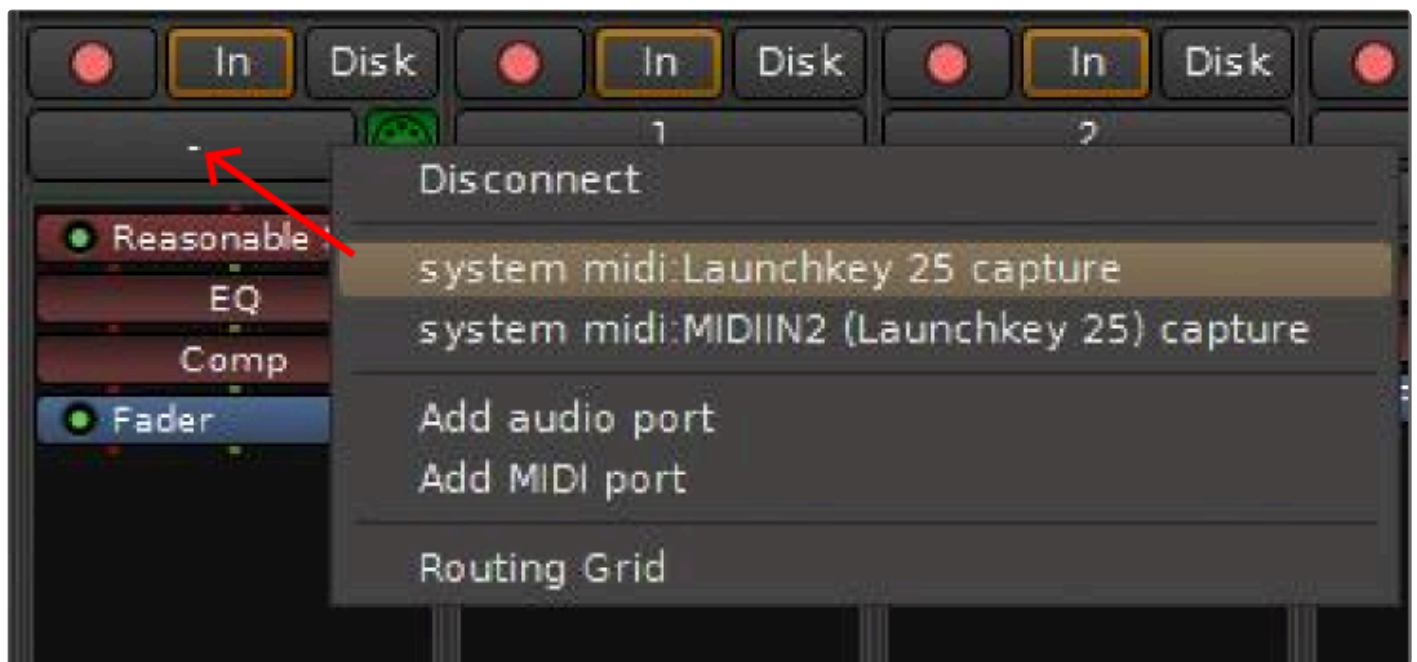 In Disk In Disk In Disk
- 1 2
Disconnect
Reasonable
system midi:Launchkey 25 capture
EQ
system midi:MIDIIN2 (Launchkey 25) capture
Comp
Fader
Add audio port
Add MIDI port
Routing Grid